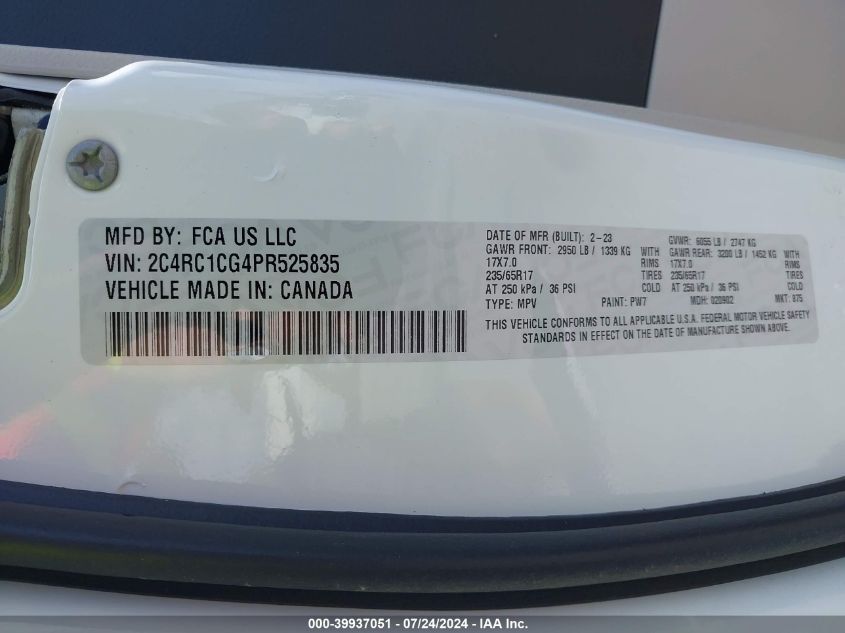 MFD BY: FCA US LLC
VIN: 2C4RC1CG4PR525835
VEHICLE MADE IN: CANADA
DATE OF MFR (BUILT): 2-23 GVWR: 6055 LB / 2747 KG
GAWR FRONT: 2950 LB / 1339 KG WITH GAWR REAR: 3200 LB / 1452 KG WITH
17X7.0 RIMS 17X7.0 RIMS
235/65R17 TIRES 235/65R17 TIRES
AT 250 kPa / 36 PSI COLD AT 250 kPa / 36 PSI COLD
TYPE: MPV PAINT: PW7 MDH: 020902 MKT: 875
THIS VEHICLE CONFORMS TO ALL APPLICABLE U.S.A. FEDERAL MOTOR VEHICLE SAFETY
STANDARDS IN EFFECT ON THE DATE OF MANUFACTURE SHOWN ABOVE.
000-39937051 - 07/24/2024 - IAA Inc.